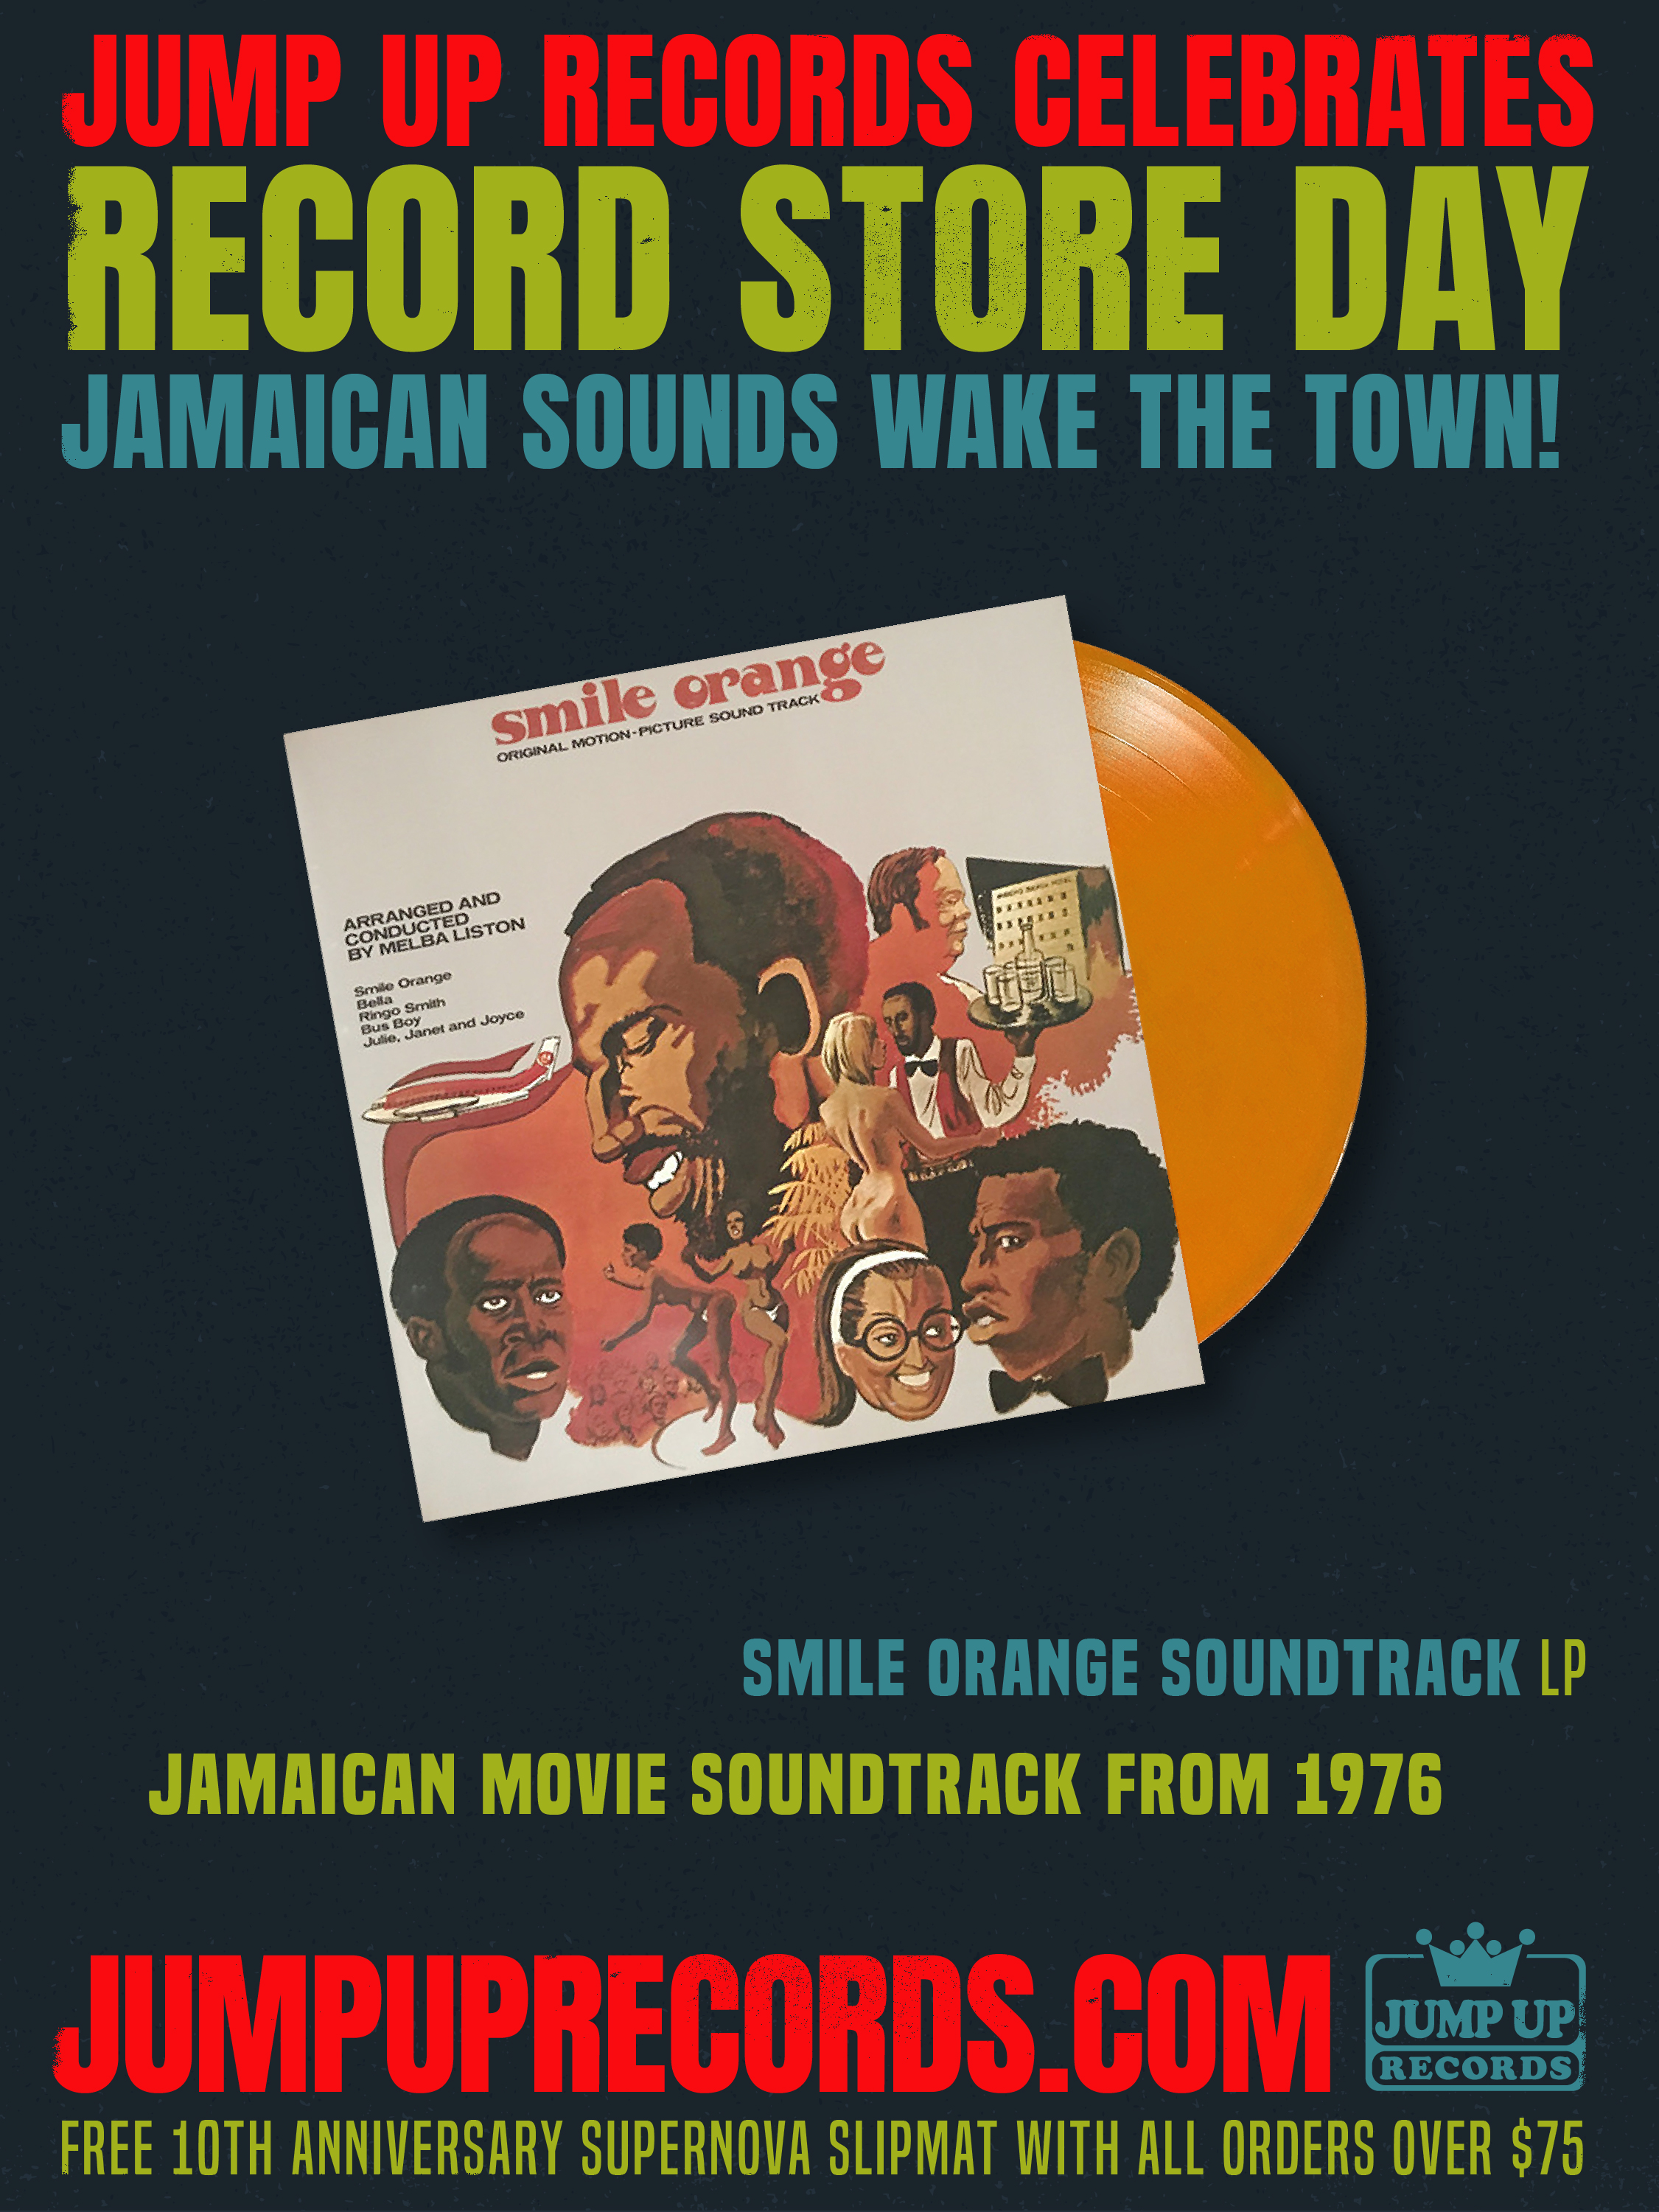 JUMP UP RECORDS CELEBRATES
RECORD STORE DAY
JAMAICAN SOUNDS WAKE THE TOWN!
smile orange
ORIGINAL MOTION-PICTURE SOUND TRACK
ARRANGED AND
CONDUCTED
BY MELBA LISTON
Smile Orange
Bella
Ringo Smith
Bus Boy
Julie, Janet and Joyce
SMILE ORANGE SOUNDTRACK LP
JAMAICAN MOVIE SOUNDTRACK FROM 1976
JUMPUPRECORDS.COM
JUMP UP
RECORDS
FREE 10TH ANNIVERSARY SUPERNOVA SLIPMAT WITH ALL ORDERS OVER $75